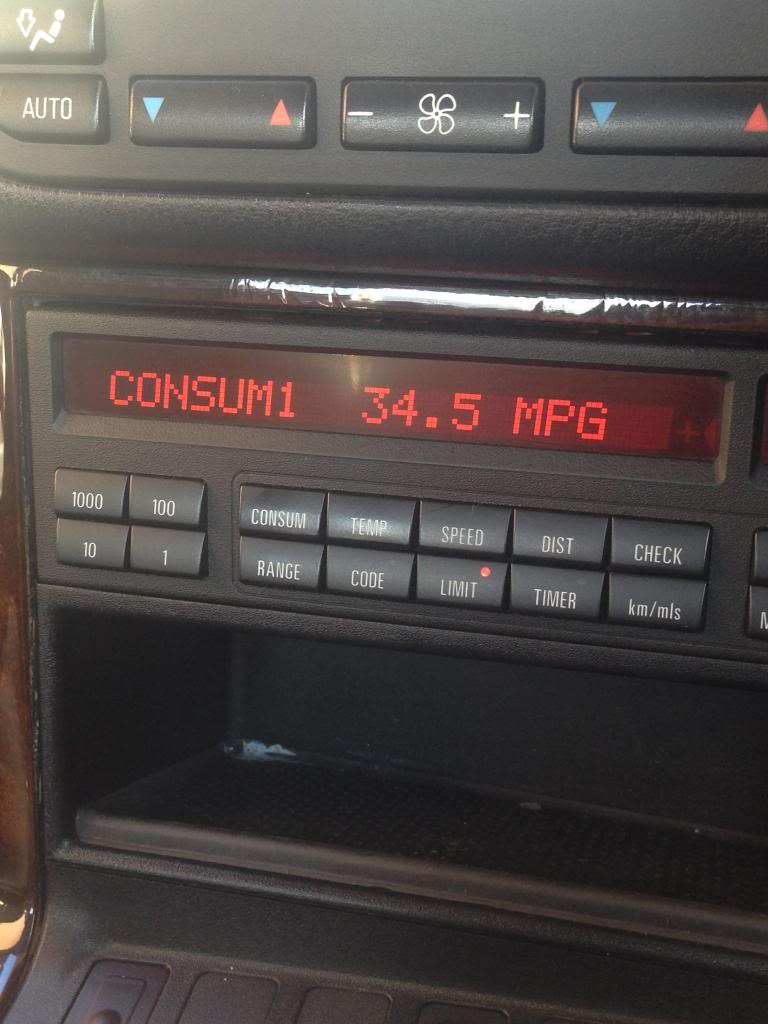 AUTO
- +
CONSUM1 34.5 MPG
1000 100
10 1
CONSUM TEMP SPEED DIST CHECK
RANGE CODE LIMIT TIMER km/mls